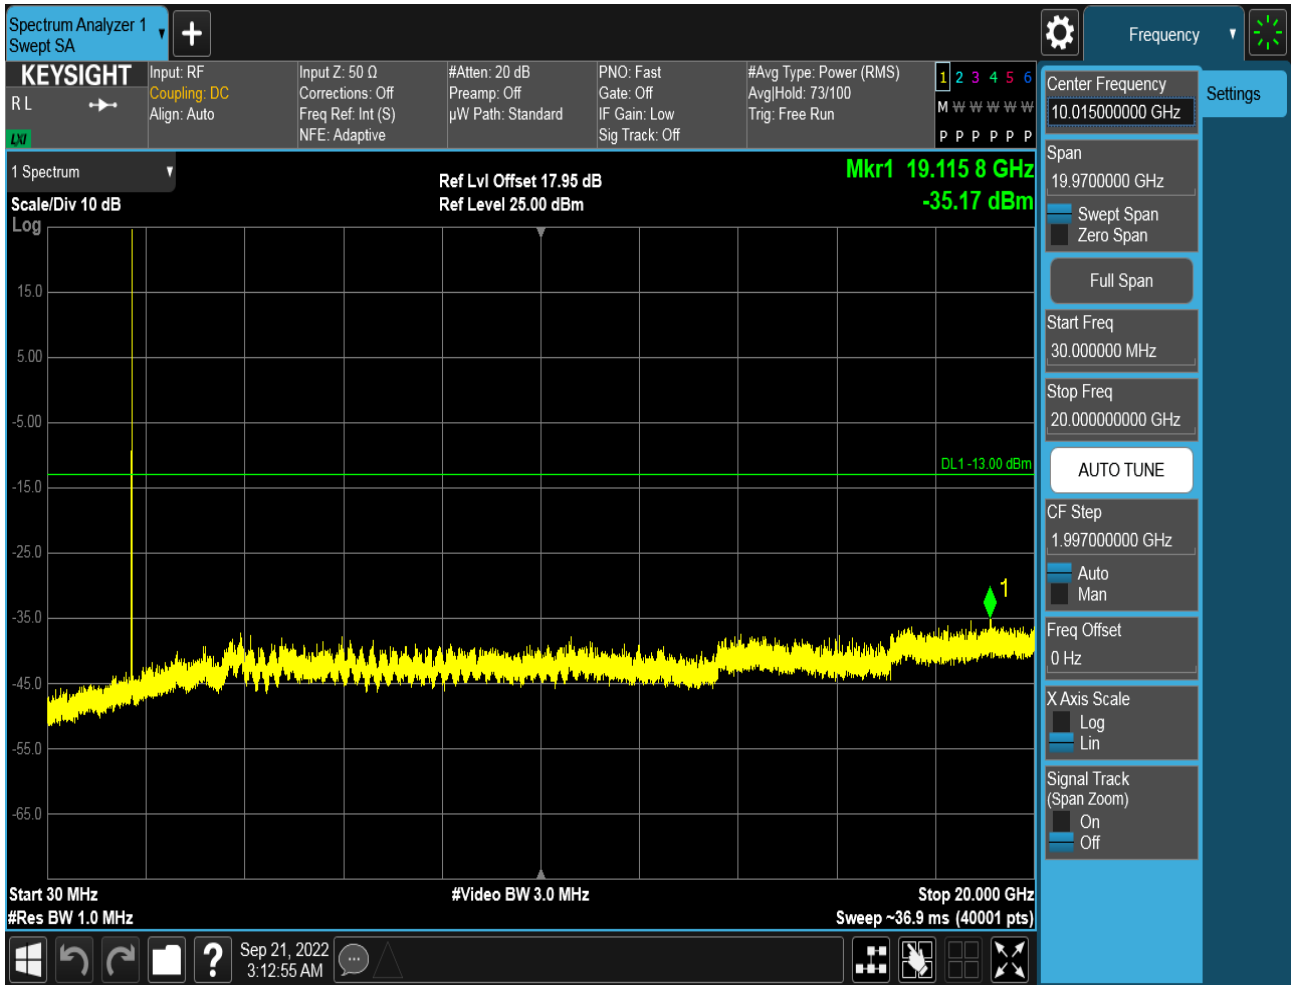 Spectrum Analyzer 1
Swept SA
Frequency
KEYSIGHT
R L
LXI
Input: RF
Coupling: DC
Align: Auto
Input Z: 50 Ω
Corrections: Off
Freq Ref: Int (S)
NFE: Adaptive
#Atten: 20 dB
Preamp: Off
µW Path: Standard
PNO: Fast
Gate: Off
IF Gain: Low
Sig Track: Off
#Avg Type: Power (RMS)
Avg|Hold: 73/100
Trig: Free Run
1 2 3 4 5 6
M W W W W W
P P P P P P
1 Spectrum
Scale/Div 10 dB
Log
Ref Lvl Offset 17.95 dB
Ref Level 25.00 dBm
Mkr1 19.115 8 GHz
-35.17 dBm
15.0
5.00
-5.00
DL1 -13.00 dBm
-15.0
-25.0
1
-35.0
-45.0
-55.0
-65.0
Start 30 MHz
#Video BW 3.0 MHz
Stop 20.000 GHz
#Res BW 1.0 MHz
Sweep ~36.9 ms (40001 pts)
Center Frequency
10.015000000 GHz
Settings
Span
19.9700000 GHz
Swept Span
Zero Span
Full Span
Start Freq
30.000000 MHz
Stop Freq
20.000000000 GHz
AUTO TUNE
CF Step
1.997000000 GHz
Auto
Man
Freq Offset
0 Hz
X Axis Scale
Log
Lin
Signal Track
(Span Zoom)
On
Off
?
Sep 21, 2022
3:12:55 AM